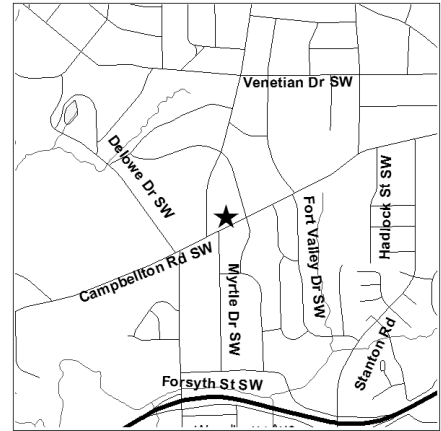 Venetian Dr SW
Delowe Dr SW
Hadlock St SW
Fort Valley Dr SW
Campbellton Rd SW
Myrtle Dr SW
Stanton Rd
Forsyth St SW